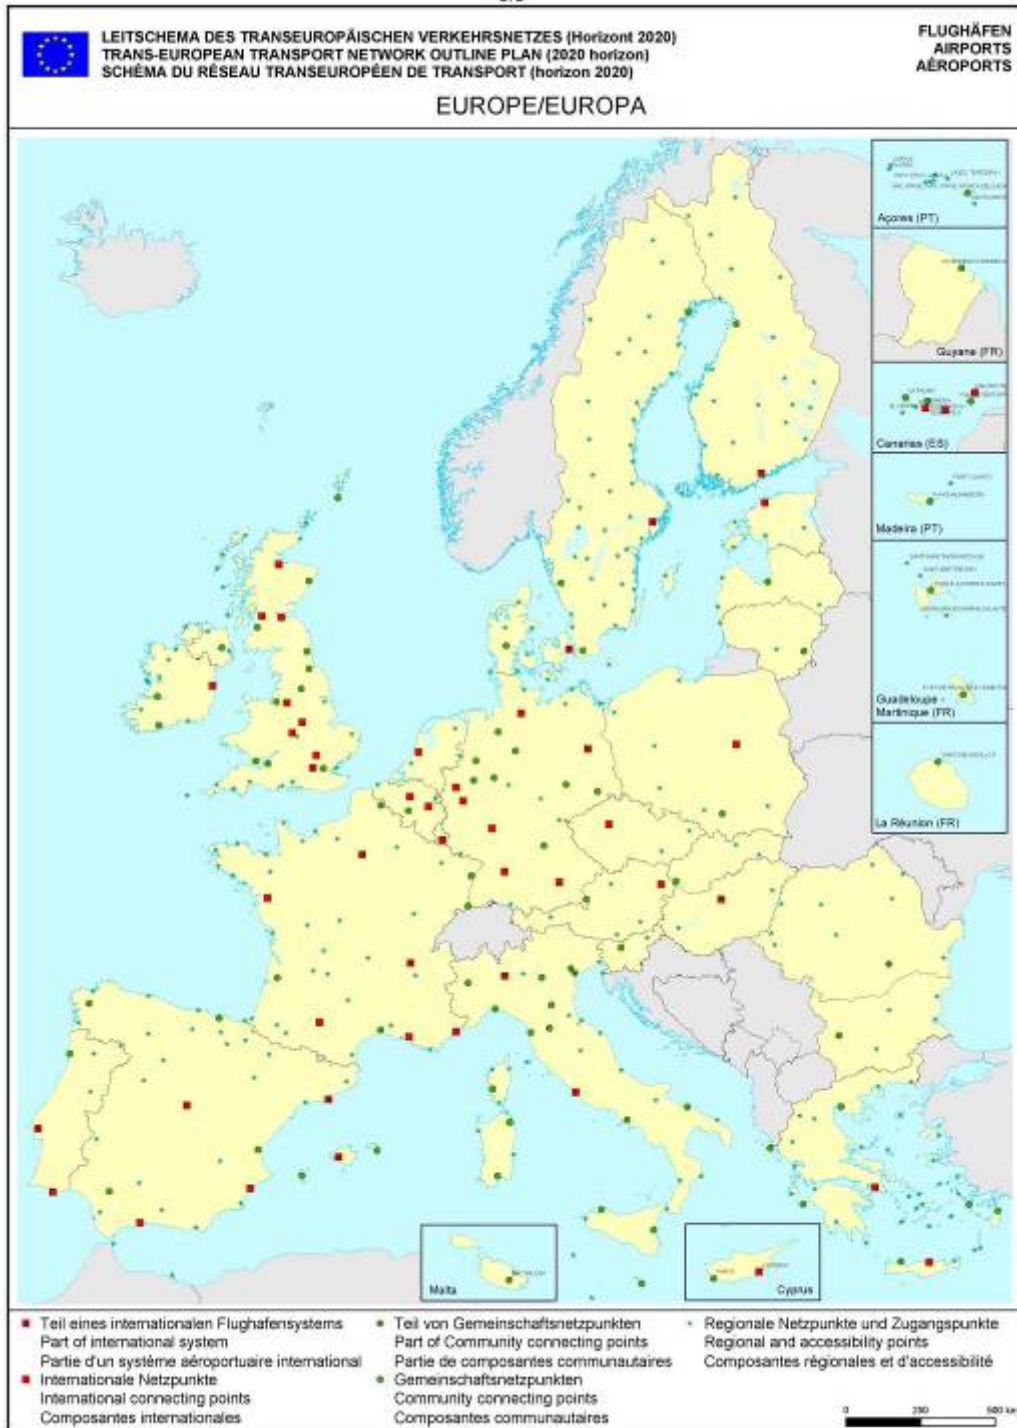 LEITSCHEMA DES TRANSEUROPÄISCHEN VERKEHRSNETZES (Horizont 2020)
TRANS-EUROPEAN TRANSPORT NETWORK OUTLINE PLAN (2020 horizon)
SCHÉMA DU RÉSEAU TRANSEUROPÉEN DE TRANSPORT (horizon 2020)
FLUGHÄFEN
AIRPORTS
AÉROPORTS
EUROPE/EUROPA
Açores (PT)
Guyane (FR)
Canarias (ES)
Madeira (PT)
Guadeloupe -
Martinique (FR)
La Réunion (FR)
Malta
Cyprus
Teil eines internationalen Flughafensystems
Part of international system
Partie d'un système aéroportuaire international
Internationale Netzpunkte
International connecting points
Composantes internationales
Teil von Gemeinschaftsnetzpunkten
Part of Community connecting points
Partie de composantes communautaires
Gemeinschaftsnetzpunkten
Community connecting points
Composantes communautaires
Regionale Netzpunkte und Zugangspunkte
Regional and accessibility points
Composantes régionales et d'accessibilité
0 250 500 km